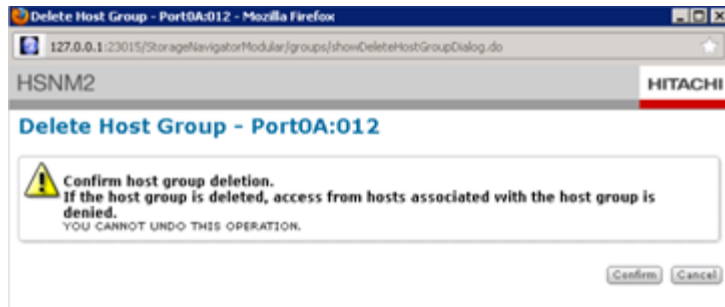 Delete Host Group - Port0A:012 - Mozilla Firefox
127.0.0.1:23015/StorageNavigatorModular/groups/showDeleteHostGroupDialog.do
HSNM2
HITACHI
Delete Host Group - Port0A:012
Confirm host group deletion.
If the host group is deleted, access from hosts associated with the host group is
denied.
YOU CANNOT UNDO THIS OPERATION.
Confirm Cancel